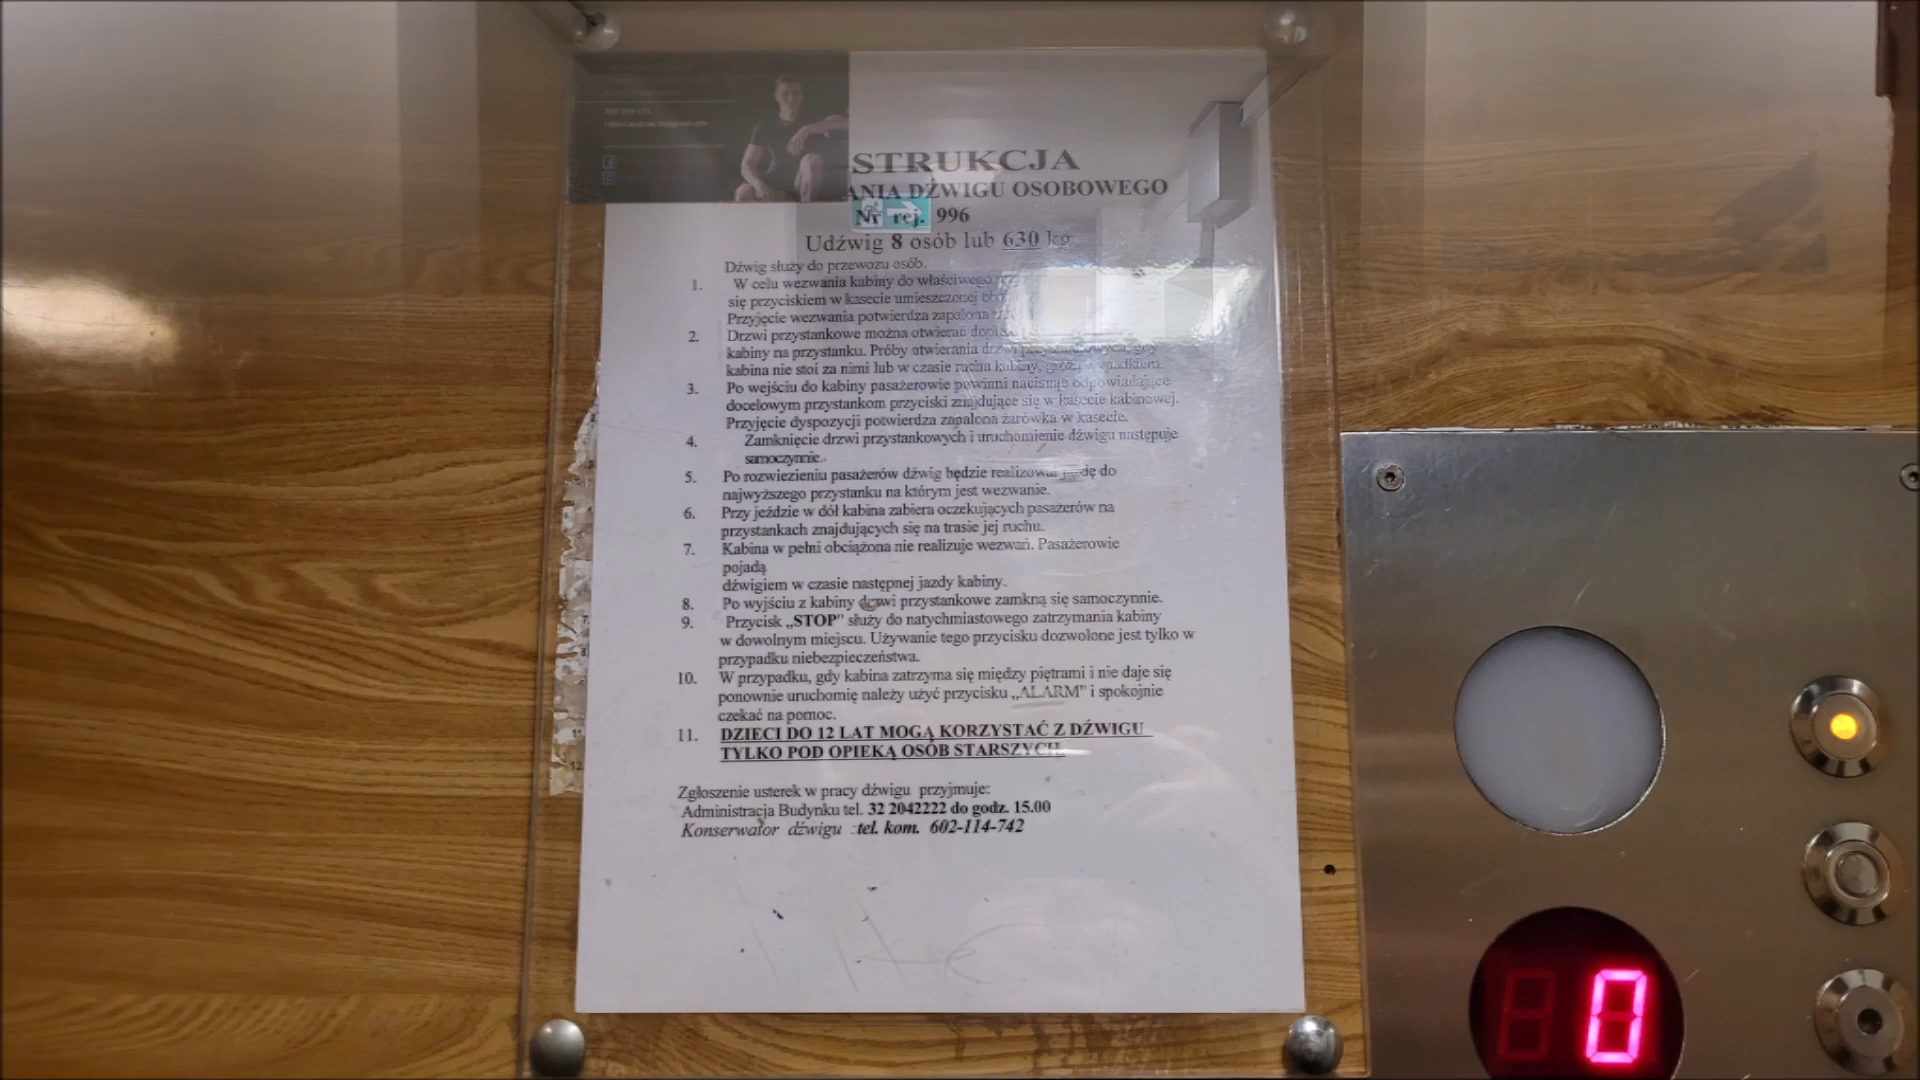 STRUKCJA
ANIA DŹWIGU OSOBOWEGO
Nr rej. 996
Udźwig 8 osób lub 630 kg
Dźwig służy do przewozu osób.
1. W celu wezwania kabiny do właściwego
się przyciskiem w kasecie umieszczonej
Przyjęcie wezwania potwierdza zapalona
2. Drzwi przystankowe można otwierać
kabiny na przystanku. Próby otwierania
kabina nie stoi za nimi lub w czasie ruchu kabiny,
3. Po wejściu do kabiny pasażerowie powinni nacisnąć odpowiadające
docelowym przystankom przyciski znajdujące się w kasecie kabinowej.
Przyjęcie dyspozycji potwierdza zapalona żarówka w kasecie.
4. Zamknięcie drzwi przystankowych i uruchomienie dźwigu następuje
samoczynnie.
5. Po rozwiezieniu pasażerów dźwig będzie realizował jazdę do
najwyższego przystanku na którym jest wezwanie.
6. Przy jeździe w dół kabina zabiera oczekujących pasażerów na
przystankach znajdujących się na trasie jej ruchu.
7. Kabina w pełni obciążona nie realizuje wezwań. Pasażerowie
pojadą
dźwigiem w czasie następnej jazdy kabiny.
8. Po wyjściu z kabiny drzwi przystankowe zamkną się samoczynnie.
9. Przycisk „STOP" służy do natychmiastowego zatrzymania kabiny
w dowolnym miejscu. Używanie tego przycisku dozwolone jest tylko w
przypadku niebezpieczeństwa.
10. W przypadku, gdy kabina zatrzyma się między piętrami i nie daje się
ponownie uruchomię należy użyć przycisku „ALARM" i spokojnie
czekać na pomoc.
11. DZIECI DO 12 LAT MOGĄ KORZYSTAĆ Z DŹWIGU
TYLKO POD OPIEKĄ OSÓB STARSZYCH.
Zgłoszenie usterek w pracy dźwigu przyjmuje:
Administracja Budynku tel. 32 2042222 do godz. 15.00
Konserwator dźwigu :tel. kom. 602-114-742
0